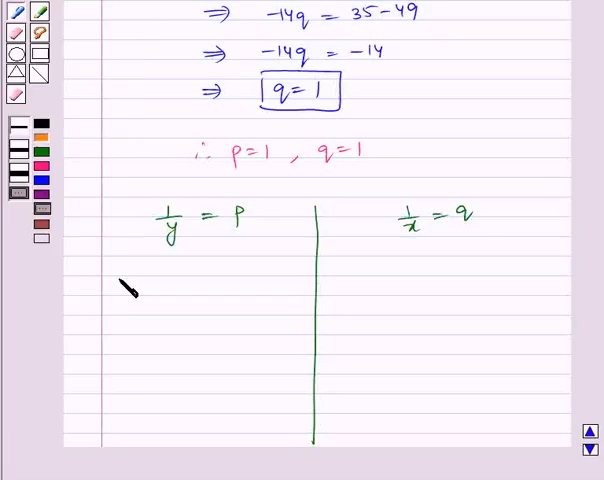 ⇒ -14q = 35-49
⇒ -14q = -14
⇒ q = 1
∴ p=1 , q=1
1/y = p
1/x = q